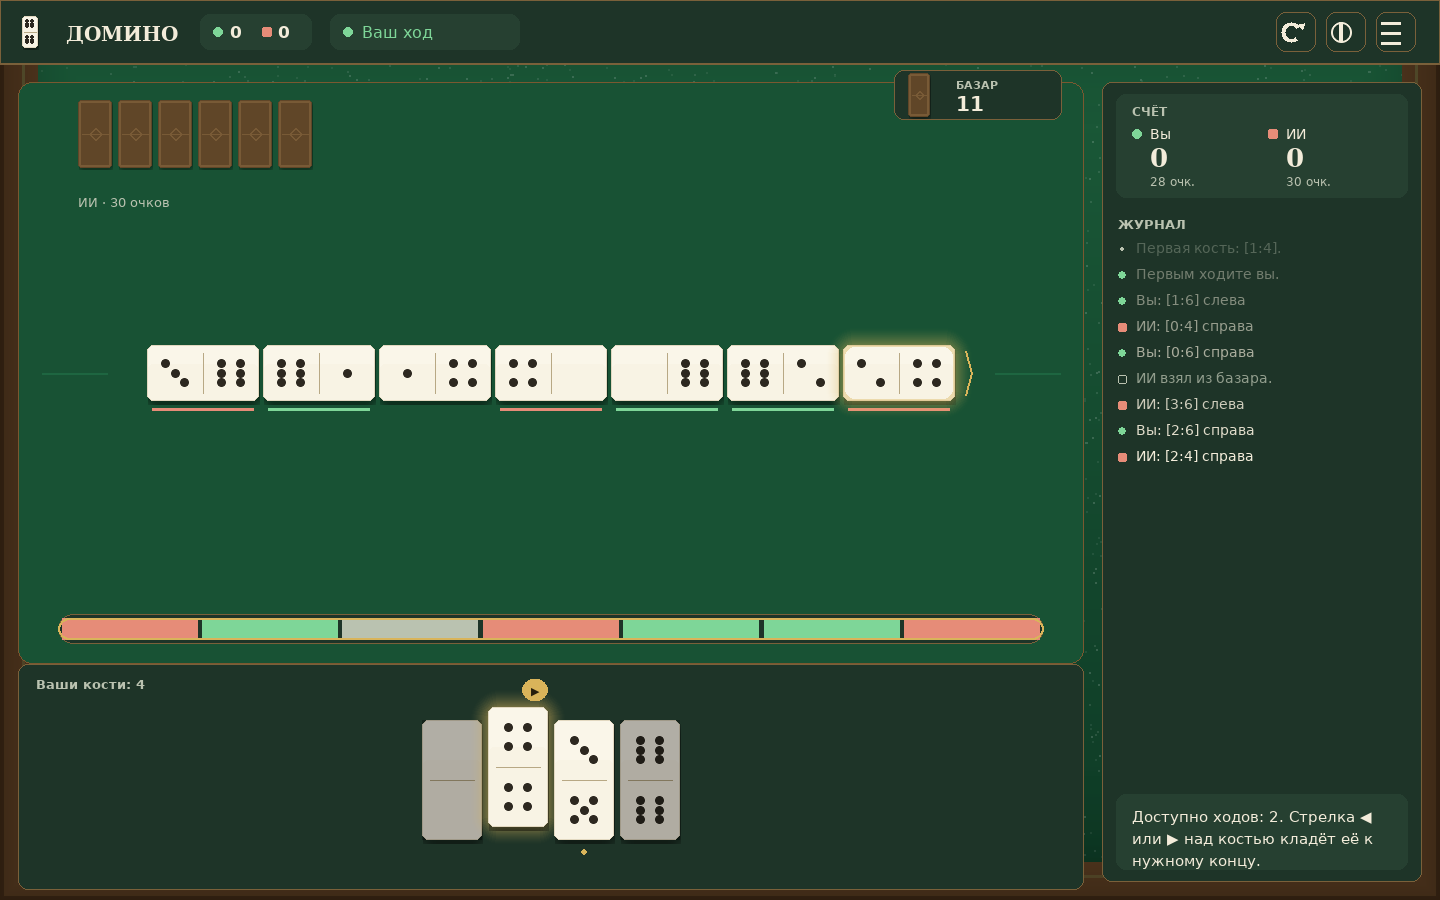 ДОМИНО
0 0
Ваш ход
БАЗАР
11
ИИ · 30 очков
СЧЁТ
Вы ИИ
0 0
28 очк. 30 очк.
ЖУРНАЛ
Первая кость: [1:4].
Первым ходите вы.
Вы: [1:6] слева
ИИ: [0:4] справа
Вы: [0:6] справа
ИИ взял из базара.
ИИ: [3:6] слева
Вы: [2:6] справа
ИИ: [2:4] справа
Ваши кости: 4
Доступно ходов: 2. Стрелка ◀
или ▶ над костью кладёт её к
нужному концу.